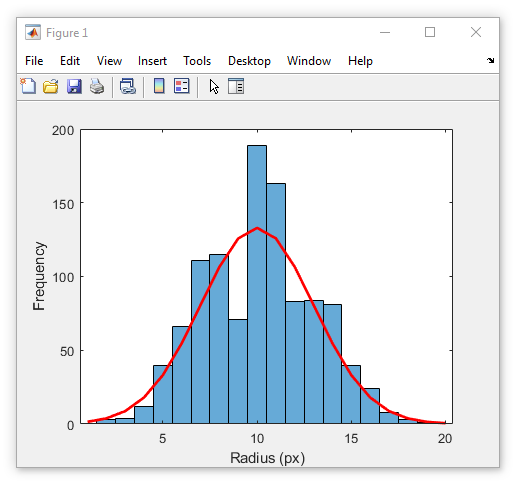 Figure 1
File Edit View Insert Tools Desktop Window Help
200
150
100
50
0
Frequency
5 10 15 20
Radius (px)